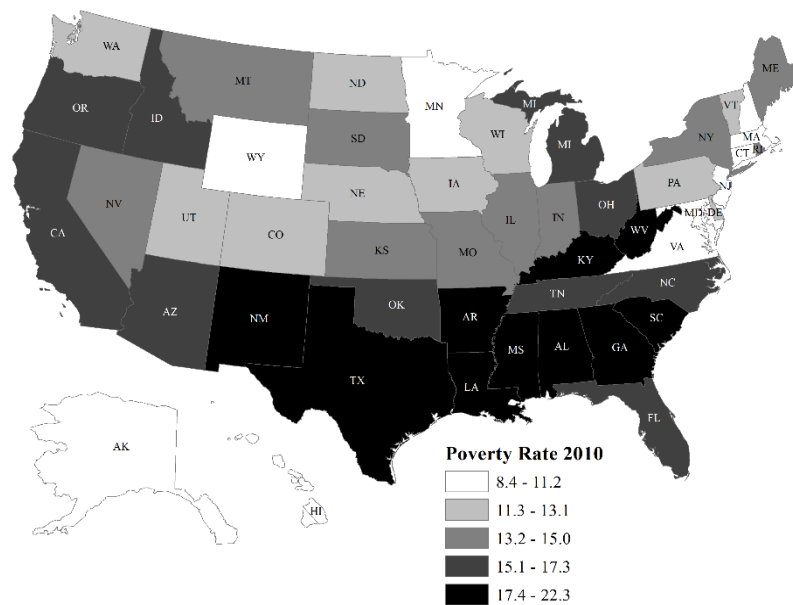 WA
MT
ND
MN
ME
VT
OR
ID
MI
SD
WI
NY
MA
WY
CT
RI
MI
IA
PA
NE
NJ
NV
OH
IL
IN
UT
MD
DE
CO
WV
CA
VA
KS
MO
KY
NC
TN
OK
AZ
NM
AR
SC
MS
AL
GA
TX
LA
FL
AK
HI
Poverty Rate 2010
8.4 - 11.2
11.3 - 13.1
13.2 - 15.0
15.1 - 17.3
17.4 - 22.3